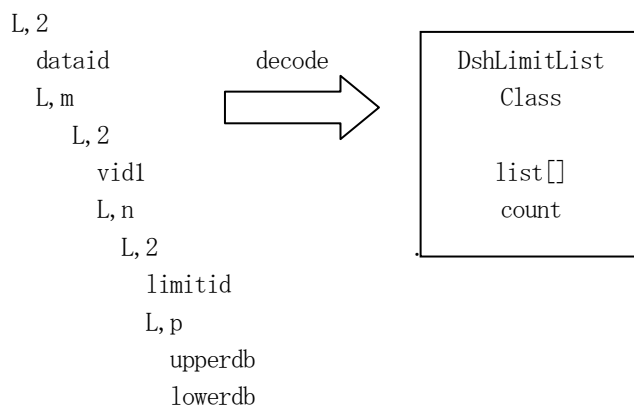 L,2
dataid
L,m
L,2
vid1
L,n
L,2
limitid
L,p
upperdb
lowerdb
decode
DshLimitList
Class
list[]
count